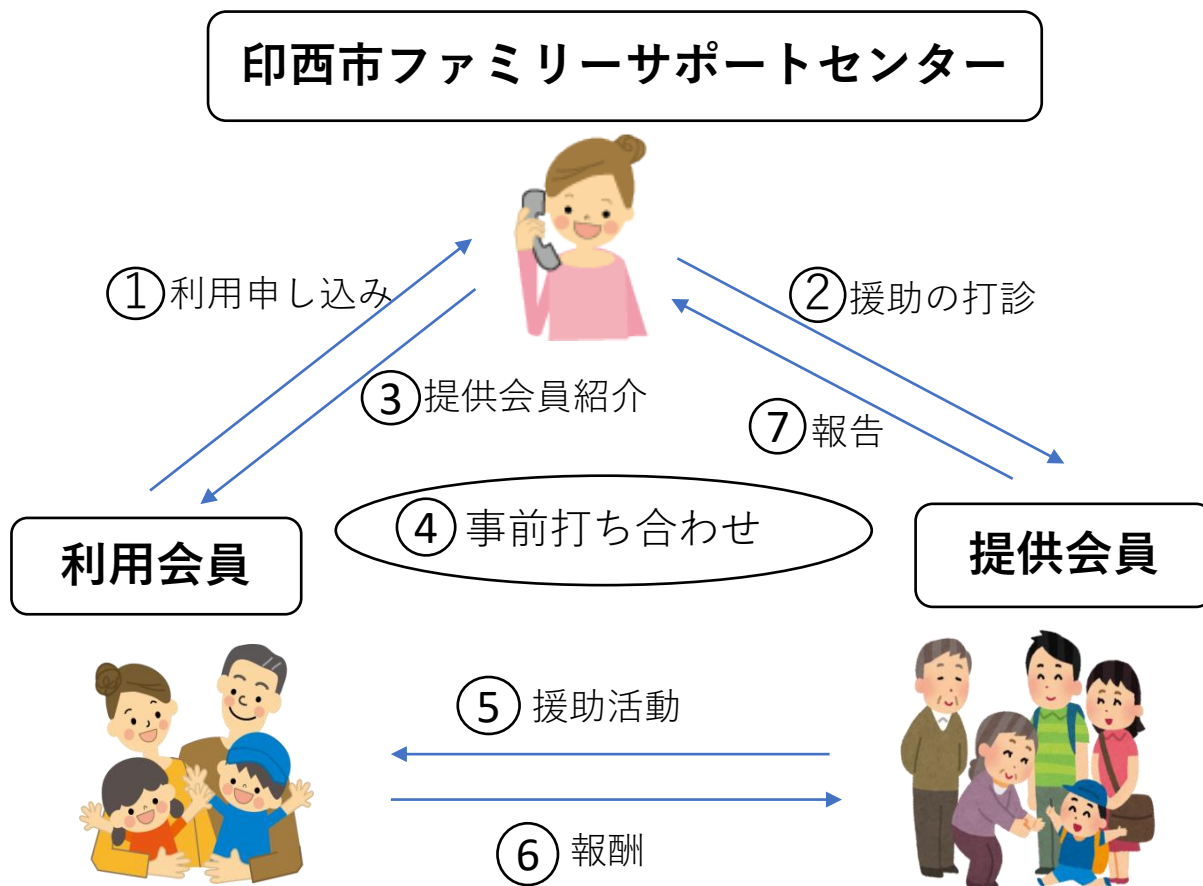 印西市ファミリーサポートセンター
①利用申し込み
②援助の打診
③提供会員紹介
⑦報告
④事前打ち合わせ
利用会員
提供会員
⑤援助活動
⑥報酬